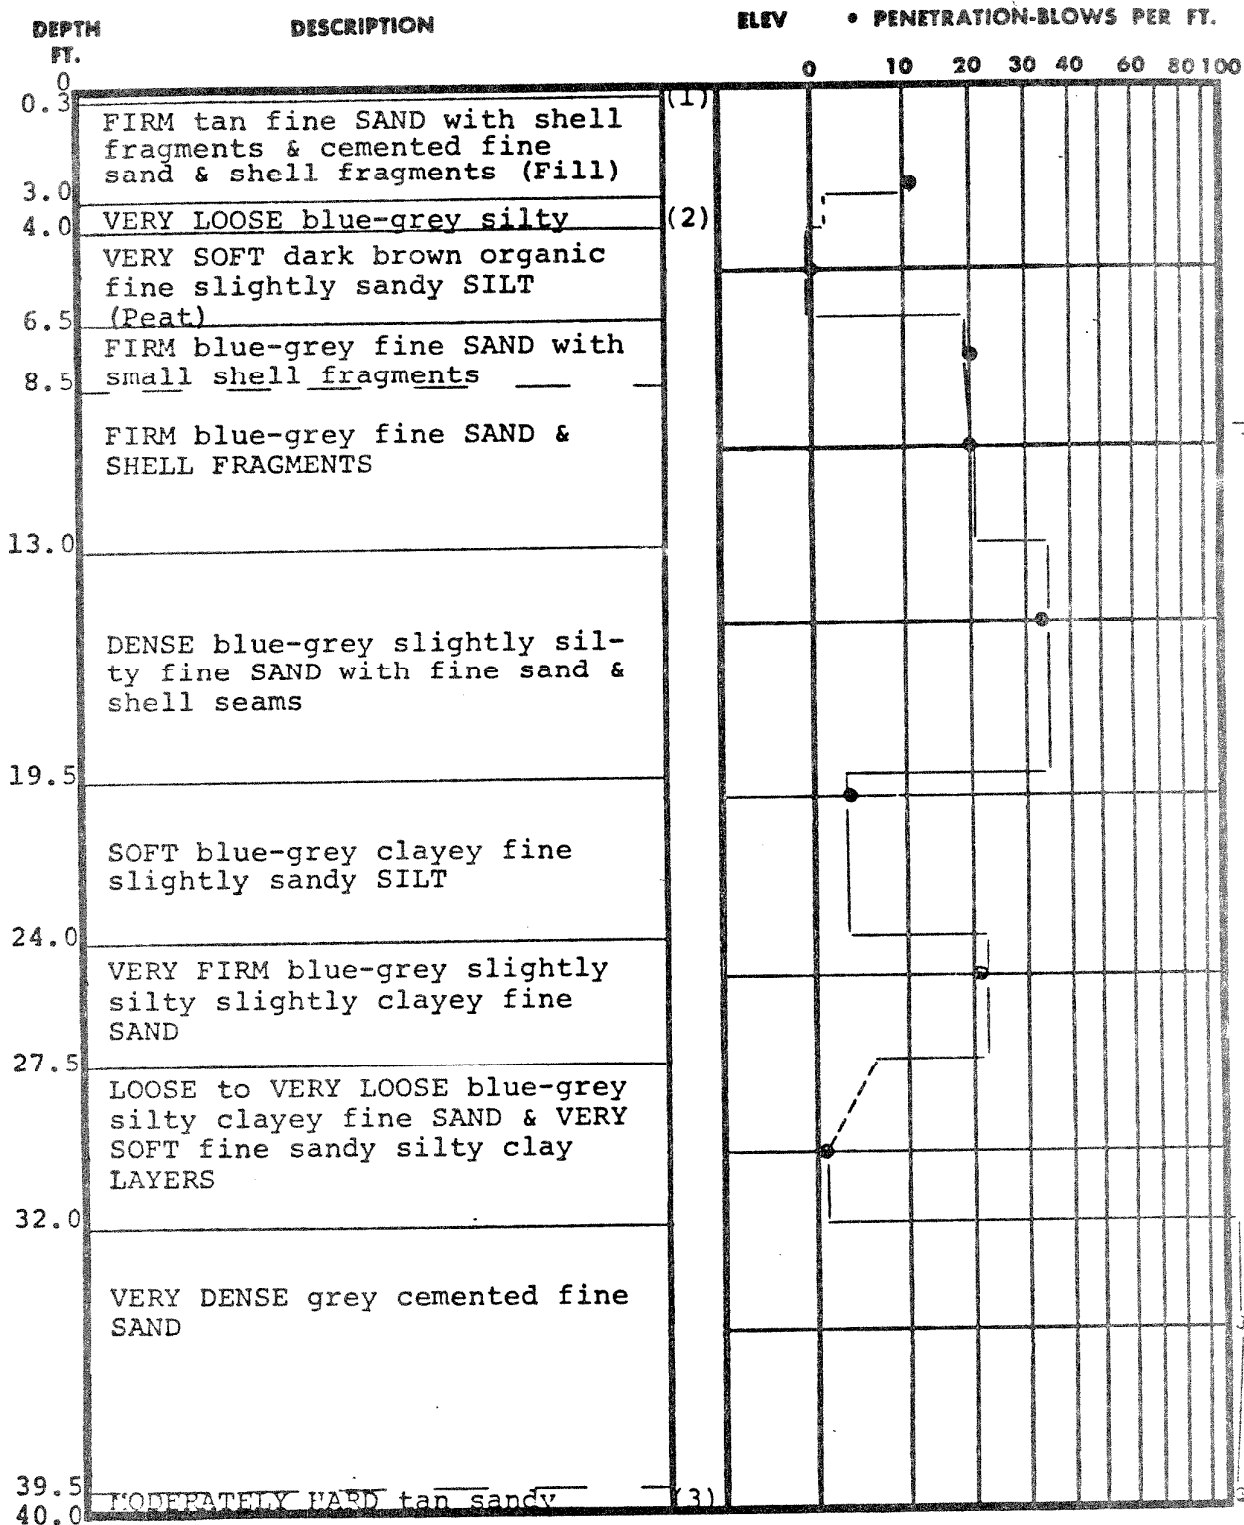 DEPTH FT. DESCRIPTION ELEV • PENETRATION-BLOWS PER FT.
0 10 20 30 40 60 80 100
0
0.3 (1)
FIRM tan fine SAND with shell
fragments & cemented fine
sand & shell fragments (Fill)
3.0
VERY LOOSE blue-grey silty (2)
4.0
VERY SOFT dark brown organic
fine slightly sandy SILT
(Peat)
6.5
FIRM blue-grey fine SAND with
small shell fragments
8.5
FIRM blue-grey fine SAND &
SHELL FRAGMENTS
13.0
DENSE blue-grey slightly sil-
ty fine SAND with fine sand &
shell seams
19.5
SOFT blue-grey clayey fine
slightly sandy SILT
24.0
VERY FIRM blue-grey slightly
silty slightly clayey fine
SAND
27.5
LOOSE to VERY LOOSE blue-grey
silty clayey fine SAND & VERY
SOFT fine sandy silty clay
LAYERS
32.0
VERY DENSE grey cemented fine
SAND
39.5
MODERATELY HARD tan sandy (3)
40.0